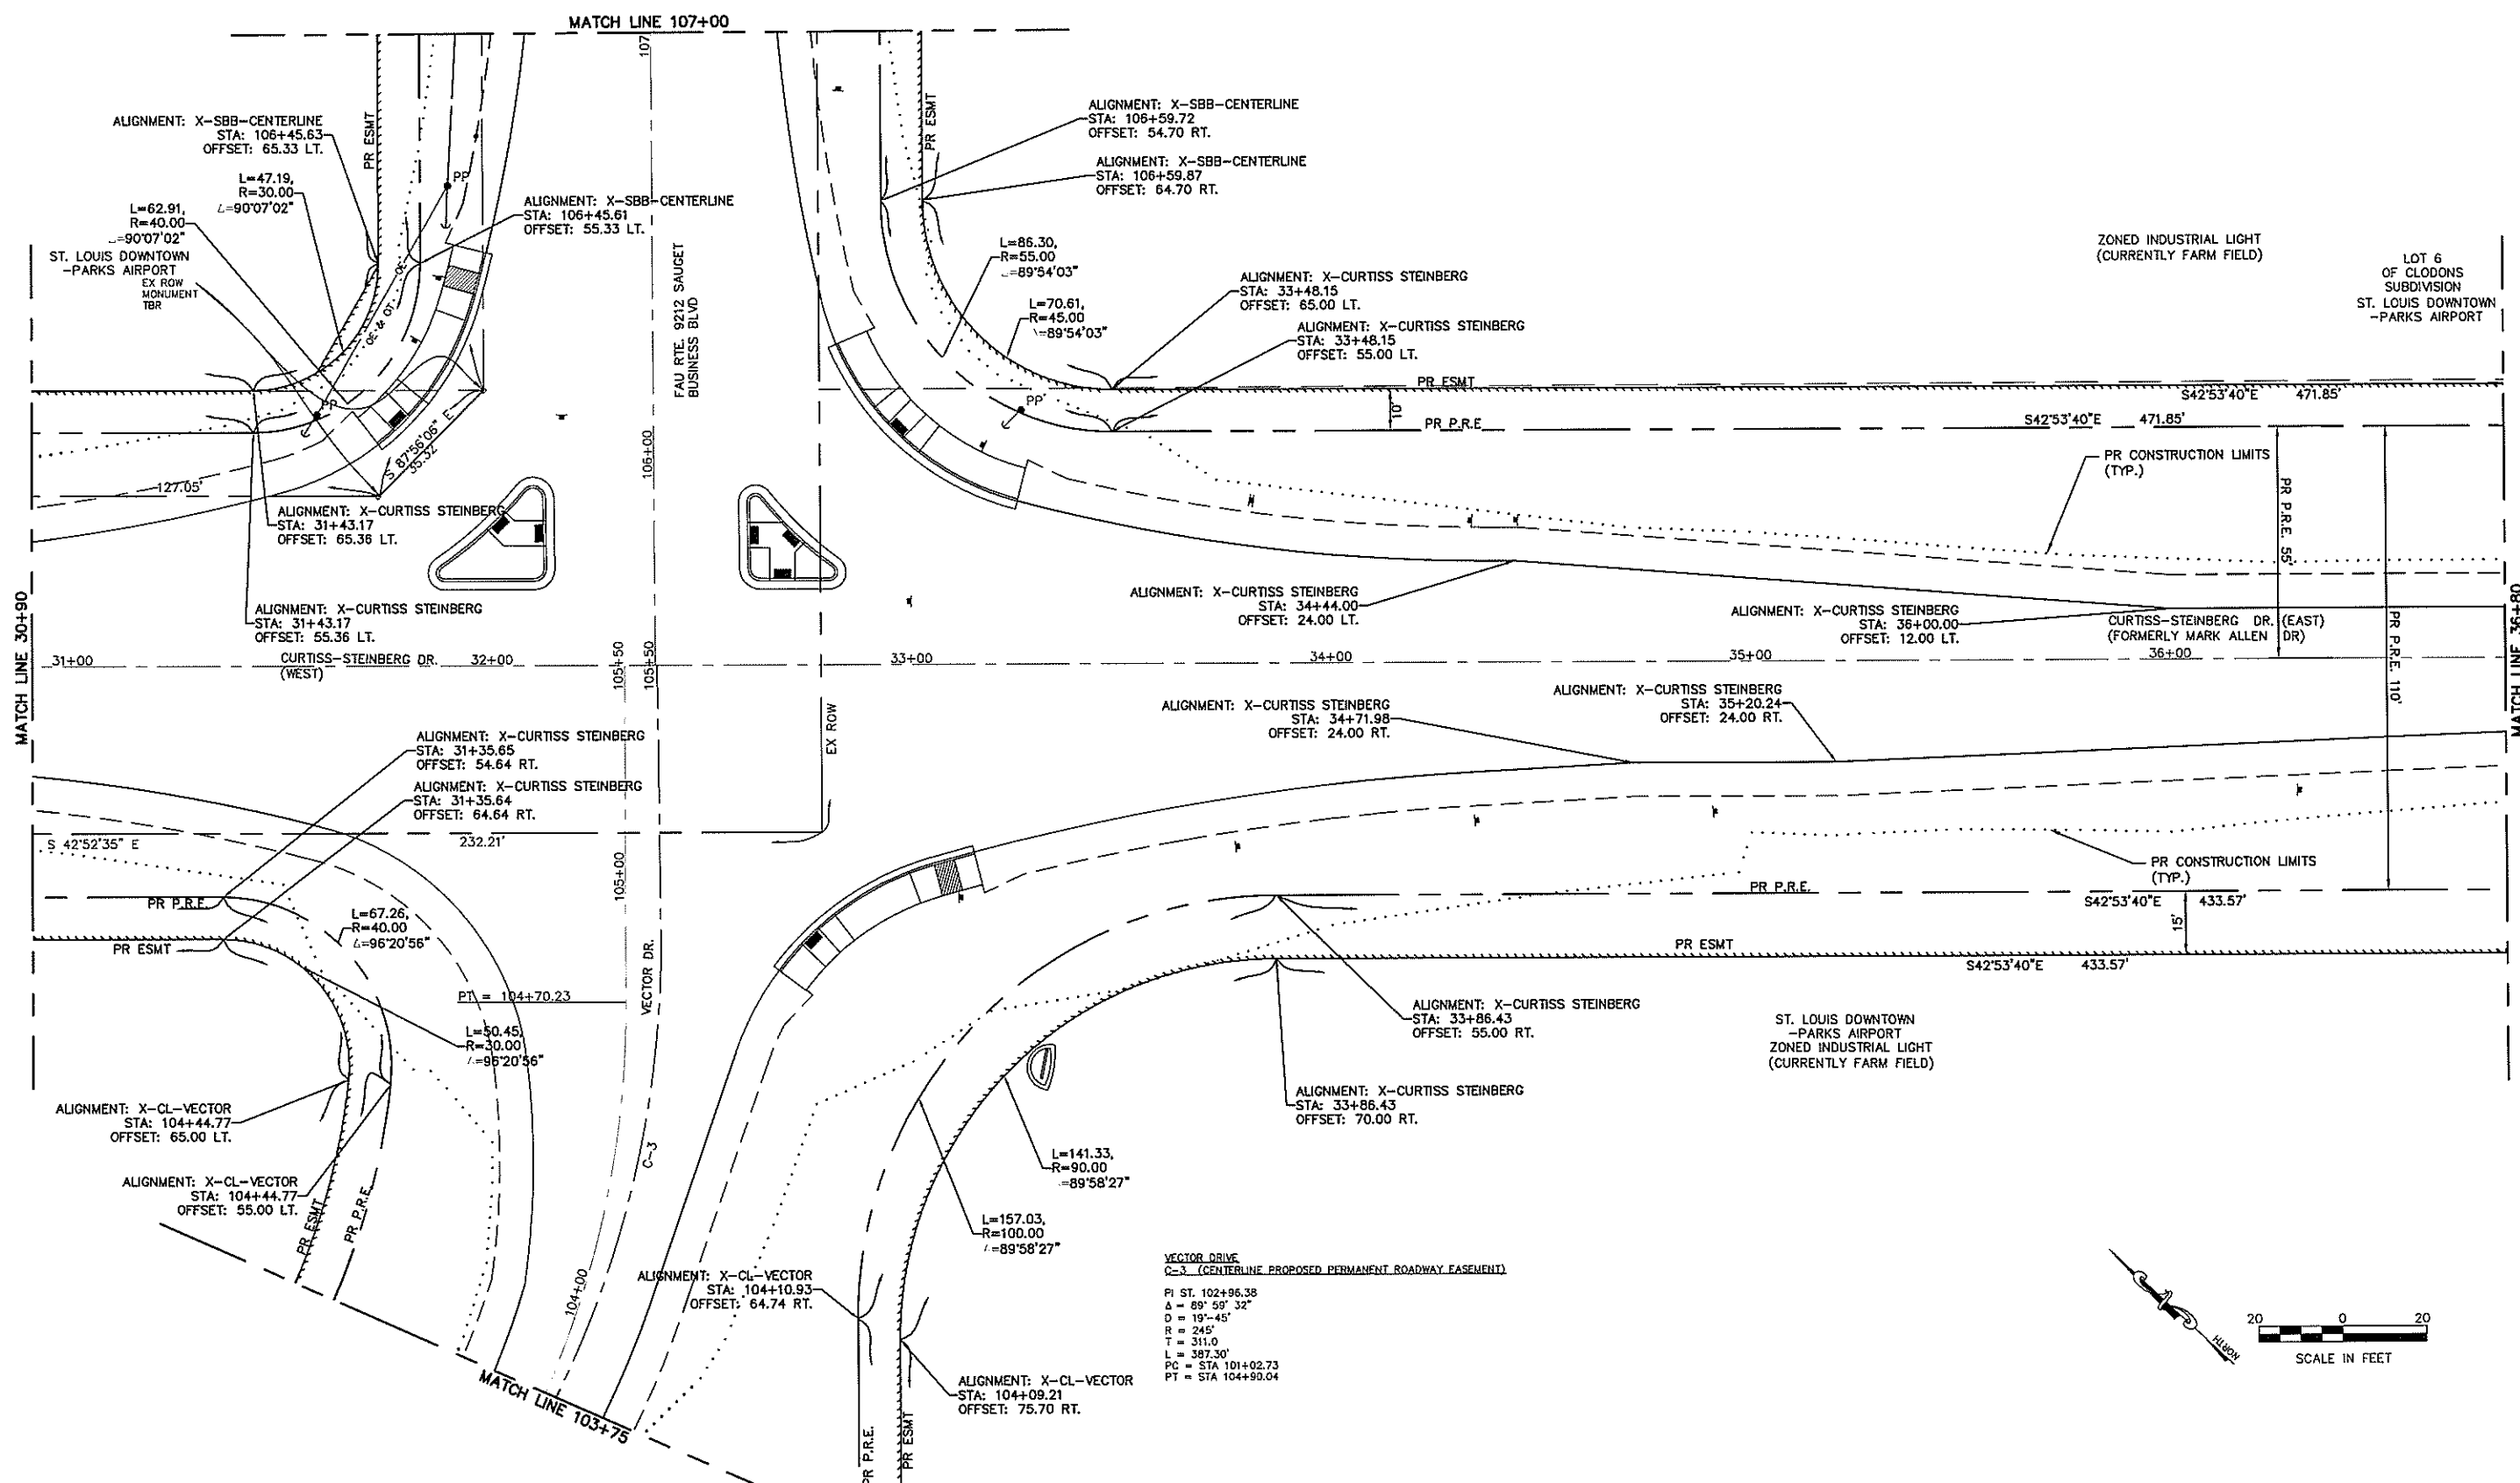 MATCH LINE 107+00
107
ALIGNMENT: X-SBB-CENTERLINE
STA: 106+45.63
OFFSET: 65.33 LT.
PR ESMT
L=47.19,
R=30.00
∠=90°07'02"
L=62.91,
R=40.00
∠=90°07'02"
ST. LOUIS DOWNTOWN
-PARKS AIRPORT
EX ROW
MONUMENT
TBR
PP
OE & OT
OE
ALIGNMENT: X-SBB-CENTERLINE
STA: 106+45.61
OFFSET: 55.33 LT.
FAU RTE. 9212 SAUGET
BUSINESS BLVD
PR ESMT
ALIGNMENT: X-SBB-CENTERLINE
STA: 106+59.72
OFFSET: 54.70 RT.
ALIGNMENT: X-SBB-CENTERLINE
STA: 106+59.87
OFFSET: 64.70 RT.
L=86.30,
R=55.00
∠=89°54'03"
L=70.61,
R=45.00
∠=89°54'03"
ALIGNMENT: X-CURTISS STEINBERG
STA: 33+48.15
OFFSET: 65.00 LT.
ALIGNMENT: X-CURTISS STEINBERG
STA: 33+48.15
OFFSET: 55.00 LT.
ZONED INDUSTRIAL LIGHT
(CURRENTLY FARM FIELD)
LOT 6
OF CLODONS
SUBDIVISION
ST. LOUIS DOWNTOWN
-PARKS AIRPORT
PR ESMT
S42°53'40"E 471.85'
10'
PR P.R.E
S42°53'40"E 471.85'
PP
PP
S 87°56'06" E
35.32'
106+00
127.05'
PR CONSTRUCTION LIMITS
(TYP.)
PR P.R.E. 55'
ALIGNMENT: X-CURTISS STEINBERG
STA: 31+43.17
OFFSET: 65.36 LT.
ALIGNMENT: X-CURTISS STEINBERG
STA: 31+43.17
OFFSET: 55.36 LT.
ALIGNMENT: X-CURTISS STEINBERG
STA: 34+44.00
OFFSET: 24.00 LT.
ALIGNMENT: X-CURTISS STEINBERG
STA: 36+00.00
OFFSET: 12.00 LT.
CURTISS-STEINBERG DR. (EAST)
(FORMERLY MARK ALLEN DR)
PR P.R.E. 110'
MATCH LINE 30+90
MATCH LINE 36+80
31+00
CURTISS-STEINBERG DR.
(WEST)
32+00
105+50
105+50
33+00
34+00
35+00
36+00
EX ROW
ALIGNMENT: X-CURTISS STEINBERG
STA: 34+71.98
OFFSET: 24.00 RT.
ALIGNMENT: X-CURTISS STEINBERG
STA: 35+20.24
OFFSET: 24.00 RT.
ALIGNMENT: X-CURTISS STEINBERG
STA: 31+35.65
OFFSET: 54.64 RT.
ALIGNMENT: X-CURTISS STEINBERG
STA: 31+35.64
OFFSET: 64.64 RT.
S 42°52'35" E
232.21'
105+00
PR CONSTRUCTION LIMITS
(TYP.)
PR P.R.E.
PR P.R.E.
S42°53'40"E 433.57'
15'
L=67.26,
R=40.00
∠=96°20'56"
PR ESMT
PR ESMT
S42°53'40"E 433.57'
VECTOR DR.
PT = 104+70.23
L=50.45,
R=30.00
∠=96°20'56"
ALIGNMENT: X-CURTISS STEINBERG
STA: 33+86.43
OFFSET: 55.00 RT.
ST. LOUIS DOWNTOWN
-PARKS AIRPORT
ZONED INDUSTRIAL LIGHT
(CURRENTLY FARM FIELD)
ALIGNMENT: X-CURTISS STEINBERG
STA: 33+86.43
OFFSET: 70.00 RT.
ALIGNMENT: X-CL-VECTOR
STA: 104+44.77
OFFSET: 65.00 LT.
C-3
L=141.33,
R=90.00
∠=89°58'27"
ALIGNMENT: X-CL-VECTOR
STA: 104+44.77
OFFSET: 55.00 LT.
PR ESMT
PR P.R.E.
L=157.03,
R=100.00
∠=89°58'27"
104+00
ALIGNMENT: X-CL-VECTOR
STA: 104+10.93
OFFSET: 64.74 RT.
VECTOR DRIVE
C-3 (CENTERLINE PROPOSED PERMANENT ROADWAY EASEMENT)
PI ST. 102+96.38
Δ = 89° 59' 32"
D = 19°-45'
R = 245'
T = 311.0
L = 387.30'
PC = STA 101+02.73
PT = STA 104+90.04
NORTH
20 0 20
SCALE IN FEET
MATCH LINE 103+75
ALIGNMENT: X-CL-VECTOR
STA: 104+09.21
OFFSET: 75.70 RT.
PR P.R.E.
PR ESMT